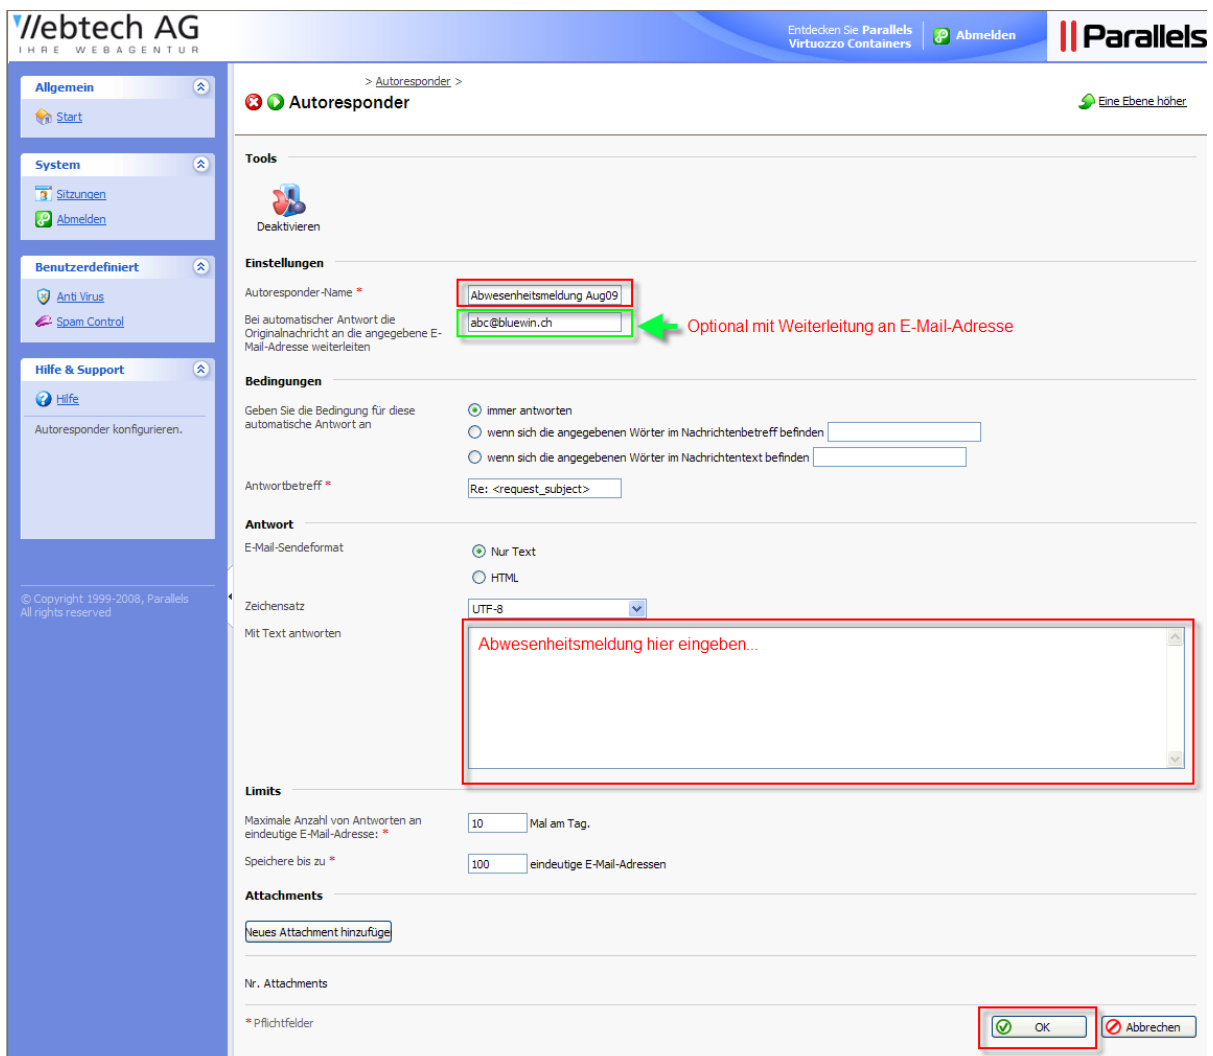 Webtech AG
IHRE WEBAGENTUR
Entdecken Sie Parallels
Virtuozzo Containers
Abmelden
Parallels
Allgemein
Start
System
Sitzungen
Abmelden
Benutzerdefiniert
Anti Virus
Spam Control
Hilfe & Support
Hilfe
Autoresponder konfigurieren.
© Copyright 1999-2008, Parallels
All rights reserved
> Autoresponder >
Autoresponder
Eine Ebene höher
Tools
Deaktivieren
Einstellungen
Autoresponder-Name * Abwesenheitsmeldung Aug09
Bei automatischer Antwort die
Originalnachricht an die angegebene E-
Mail-Adresse weiterleiten
abc@bluewin.ch
Optional mit Weiterleitung an E-Mail-Adresse
Bedingungen
Geben Sie die Bedingung für diese
automatische Antwort an
immer antworten
wenn sich die angegebenen Wörter im Nachrichtenbetreff befinden
wenn sich die angegebenen Wörter im Nachrichtentext befinden
Antwortbetreff * Re: <request_subject>
Antwort
E-Mail-Sendeformat
Nur Text
HTML
Zeichensatz UTF-8
Mit Text antworten
Abwesenheitsmeldung hier eingeben...
Limits
Maximale Anzahl von Antworten an
eindeutige E-Mail-Adresse: *
10 Mal am Tag.
Speichere bis zu * 100 eindeutige E-Mail-Adressen
Attachments
Neues Attachment hinzufüge
Nr. Attachments
* Pflichtfelder
OK
Abbrechen